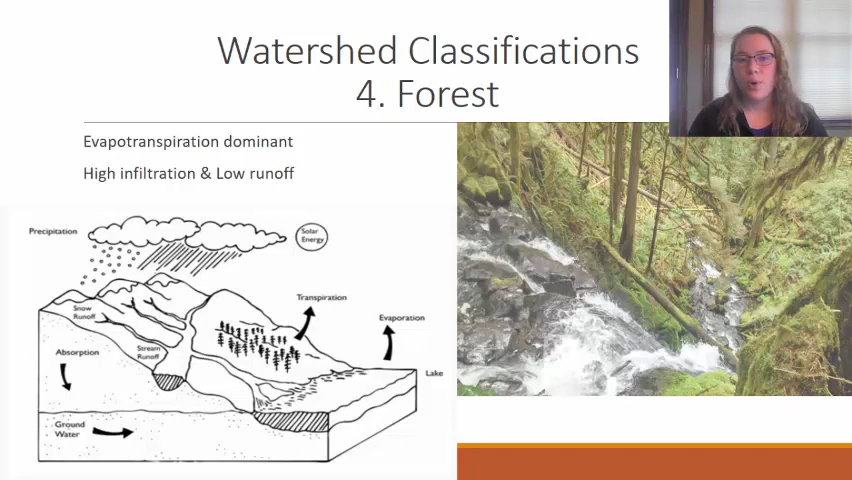 Watershed Classifications
4. Forest
Evapotranspiration dominant
High infiltration & Low runoff
Precipitation
Solar
Energy
Snow
Runoff
Transpiration
Evaporation
Absorption
Stream
Runoff
Lake
Ground
Water